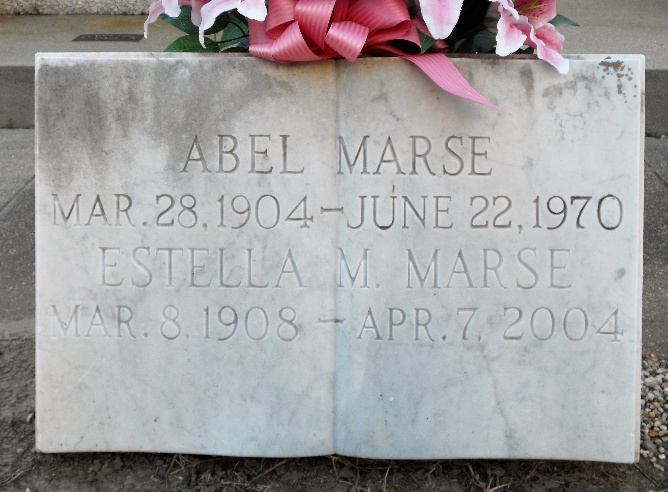 ABEL MARSE
MAR. 28, 1904 - JUNE 22, 1970
ESTELLA M. MARSE
MAR. 8, 1908 - APR. 7, 2004